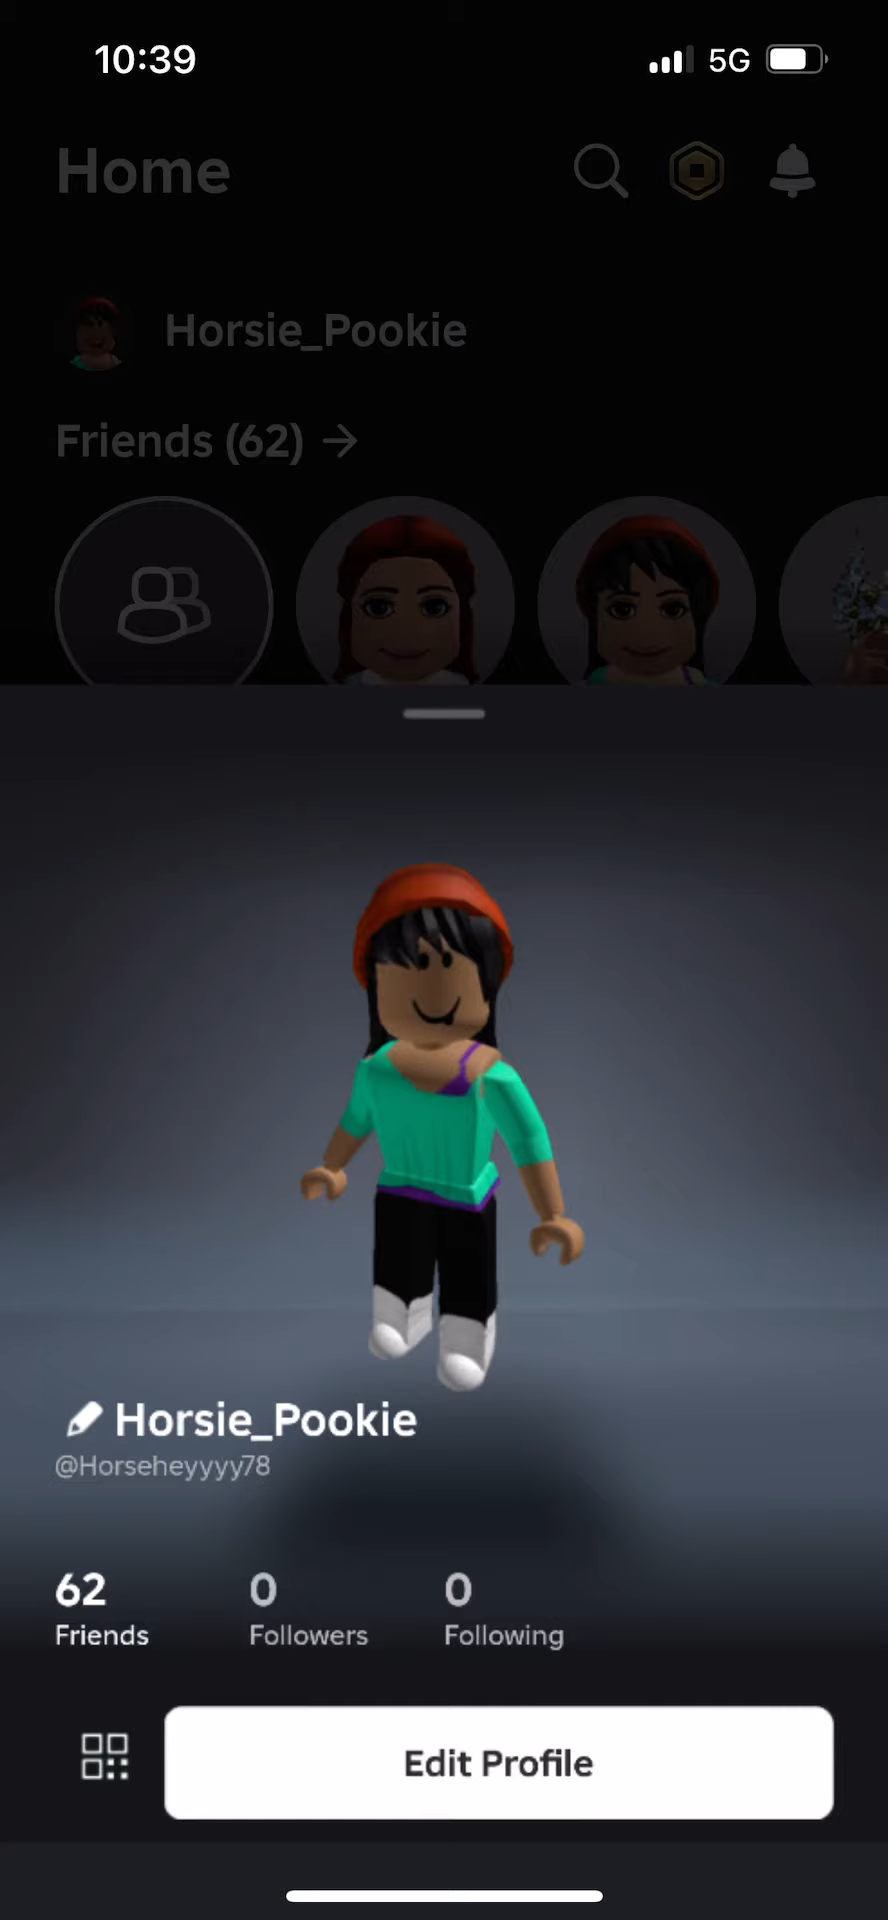 10:39
5G
Home
Horsie_Pookie
Friends (62) →
Horsie_Pookie
@Horseheyyyy78
62
0
0
Friends
Followers
Following
Edit Profile